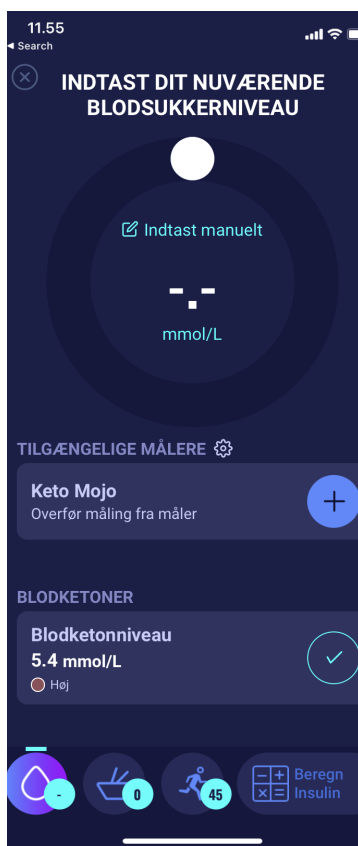 11.55
◀ Search
INDTAST DIT NUVÆRENDE
BLODSUKKERNIVEAU
Indtast manuelt
-.-
mmol/L
TILGÆNGELIGE MÅLERE
Keto Mojo
Overfør måling fra måler
BLODKETONER
Blodketonniveau
5.4 mmol/L
Høj
-
0
45
Beregn
Insulin